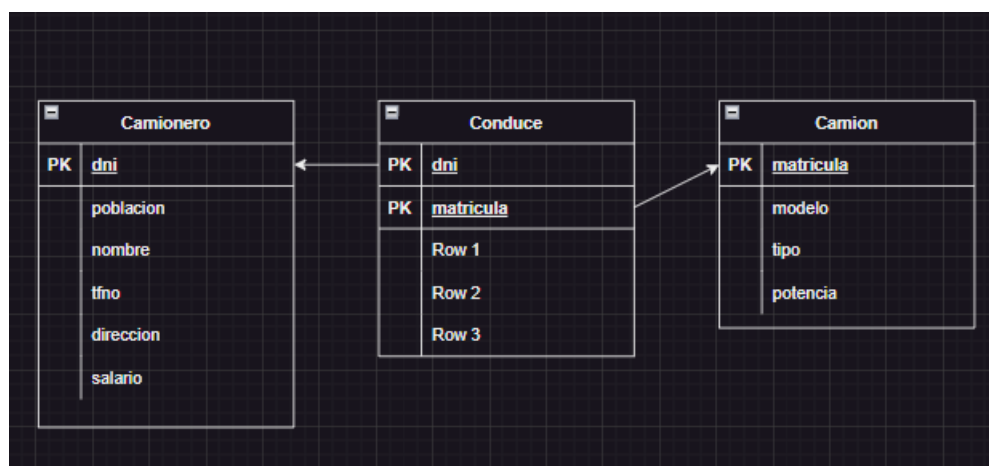 Camionero
PK dni
poblacion
nombre
tfno
direccion
salario
Conduce
PK dni
PK matricula
Row 1
Row 2
Row 3
Camion
PK matricula
modelo
tipo
potencia